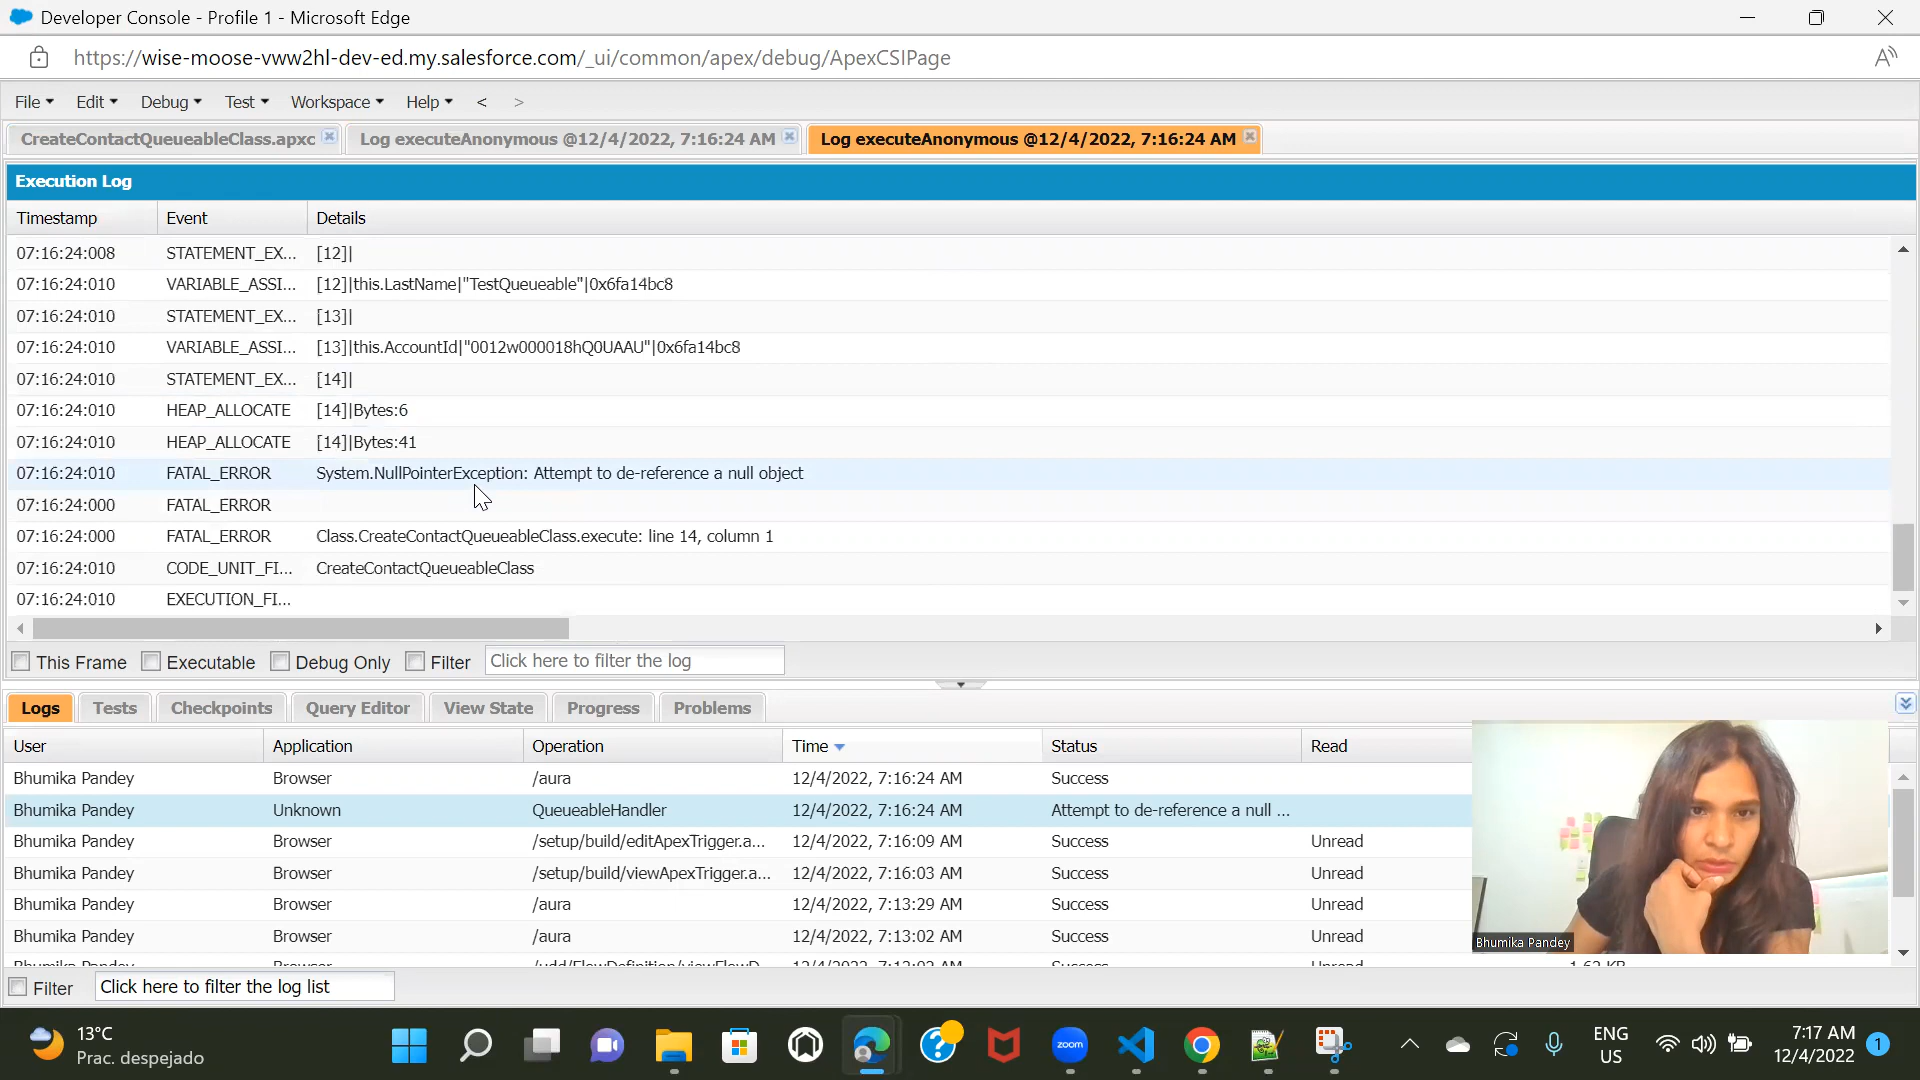 Developer Console - Profile 1 - Microsoft Edge
https://wise-moose-vww2hl-dev-ed.my.salesforce.com/_ui/common/apex/debug/ApexCSIPage
File Edit Debug Test Workspace Help < >
CreateContactQueueableClass.apxc Log executeAnonymous @12/4/2022, 7:16:24 AM Log executeAnonymous @12/4/2022, 7:16:24 AM
Execution Log
Timestamp Event Details
07:16:24:008 STATEMENT_EX... [12]|
07:16:24:010 VARIABLE_ASSI... [12]|this.LastName|"TestQueueable"|0x6fa14bc8
07:16:24:010 STATEMENT_EX... [13]|
07:16:24:010 VARIABLE_ASSI... [13]|this.AccountId|"0012w000018hQ0UAAU"|0x6fa14bc8
07:16:24:010 STATEMENT_EX... [14]|
07:16:24:010 HEAP_ALLOCATE [14]|Bytes:6
07:16:24:010 HEAP_ALLOCATE [14]|Bytes:41
07:16:24:010 FATAL_ERROR System.NullPointerException: Attempt to de-reference a null object
07:16:24:000 FATAL_ERROR
07:16:24:000 FATAL_ERROR Class.CreateContactQueueableClass.execute: line 14, column 1
07:16:24:010 CODE_UNIT_FI... CreateContactQueueableClass
07:16:24:010 EXECUTION_FI...
This Frame Executable Debug Only Filter Click here to filter the log
Logs Tests Checkpoints Query Editor View State Progress Problems
User Application Operation Time Status Read
Bhumika Pandey Browser /aura 12/4/2022, 7:16:24 AM Success
Bhumika Pandey Unknown QueueableHandler 12/4/2022, 7:16:24 AM Attempt to de-reference a null ...
Bhumika Pandey Browser /setup/build/editApexTrigger.a... 12/4/2022, 7:16:09 AM Success Unread
Bhumika Pandey Browser /setup/build/viewApexTrigger.a... 12/4/2022, 7:16:03 AM Success Unread
Bhumika Pandey Browser /aura 12/4/2022, 7:13:29 AM Success Unread
Bhumika Pandey Browser /aura 12/4/2022, 7:13:02 AM Success Unread
Bhumika Pandey
Filter Click here to filter the log list
13°C
Prac. despejado
zoom
ENG
US
7:17 AM
12/4/2022
1